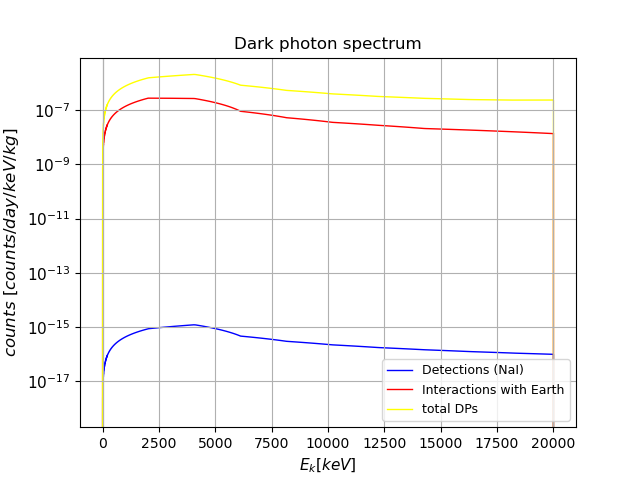 Dark photon spectrum
counts [counts/day/keV/kg]
10⁻⁷
10⁻⁹
10⁻¹¹
10⁻¹³
10⁻¹⁵
10⁻¹⁷
Detections (NaI)
Interactions with Earth
total DPs
0 2500 5000 7500 10000 12500 15000 17500 20000
Eₖ[keV]